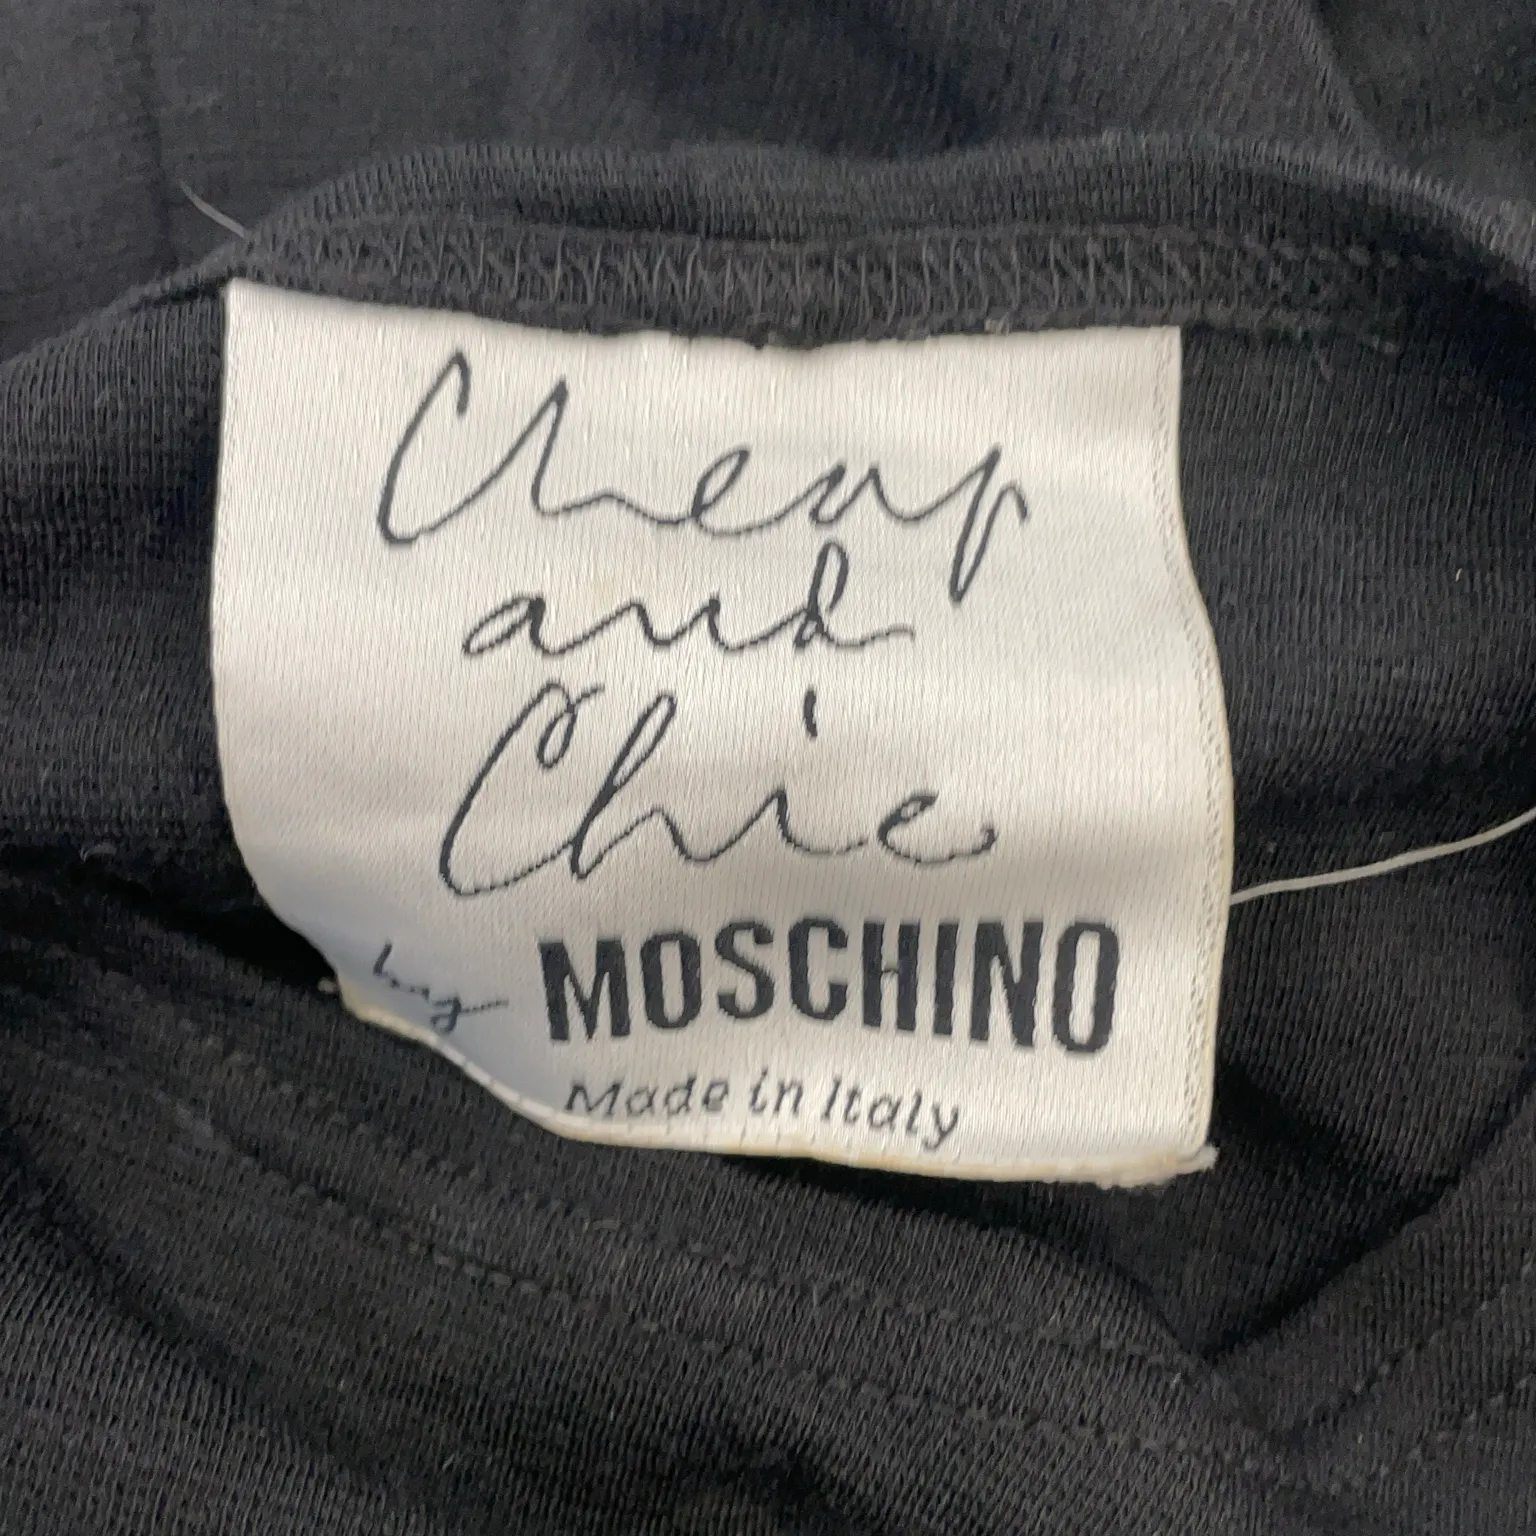 Cheap
and
Chic
by MOSCHINO
Made in Italy